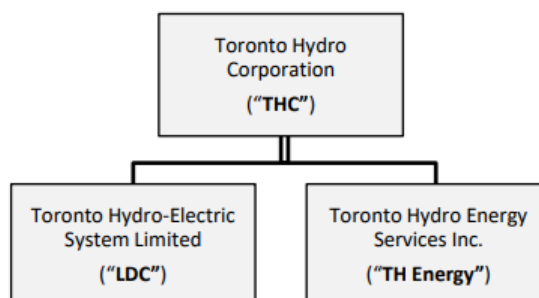 Toronto Hydro
Corporation
(“THC”)
Toronto Hydro-Electric
System Limited
(“LDC”)
Toronto Hydro Energy
Services Inc.
(“TH Energy”)